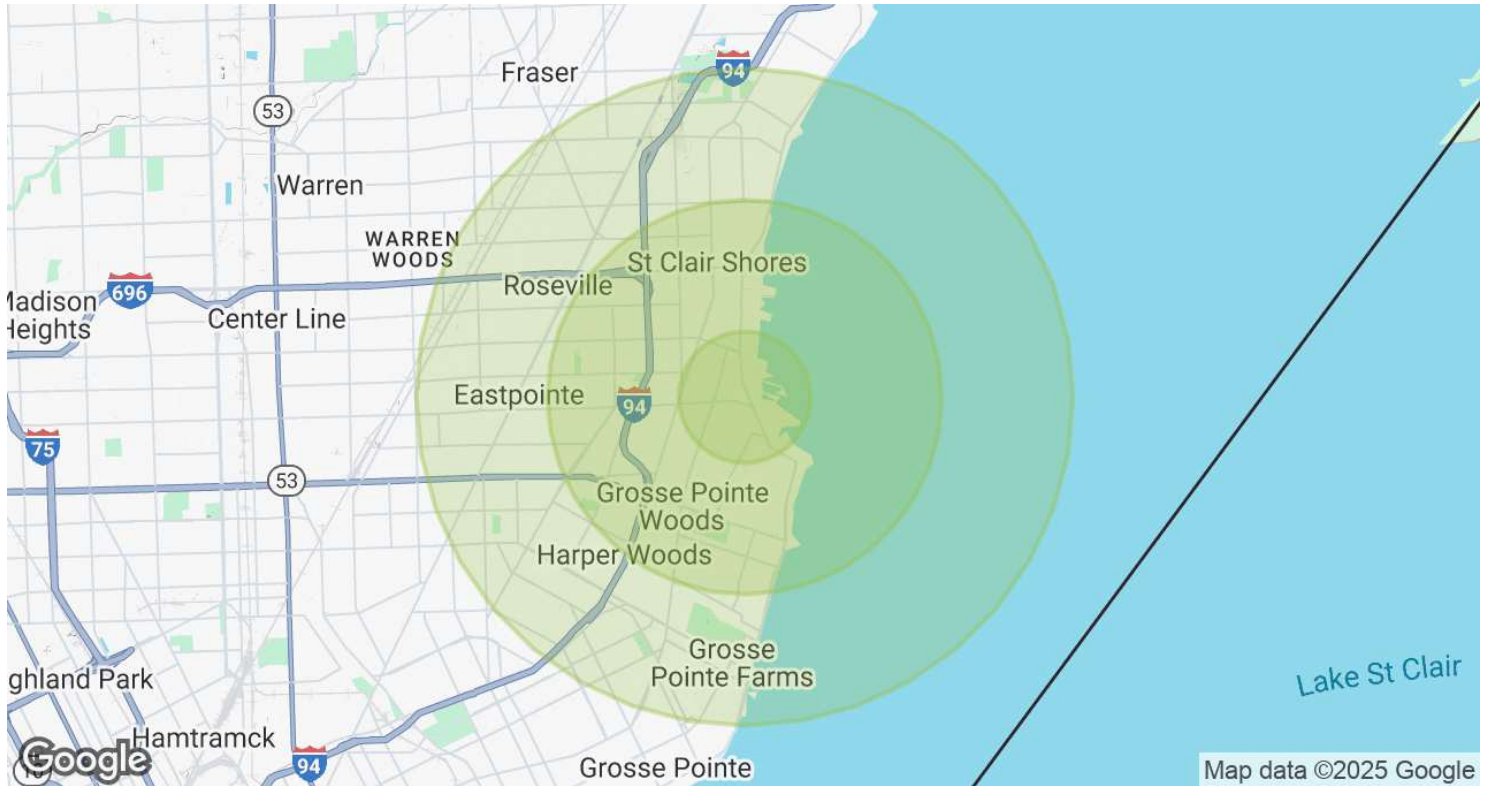 Fraser
94
53
Warren
WARREN
WOODS
St Clair Shores
Roseville
696
Madison
Heights
Center Line
Eastpointe
94
75
53
Grosse Pointe
Woods
Harper Woods
Grosse
Pointe Farms
ghland Park
Lake St Clair
Hamtramck
Google
94
Grosse Pointe
Map data ©2025 Google